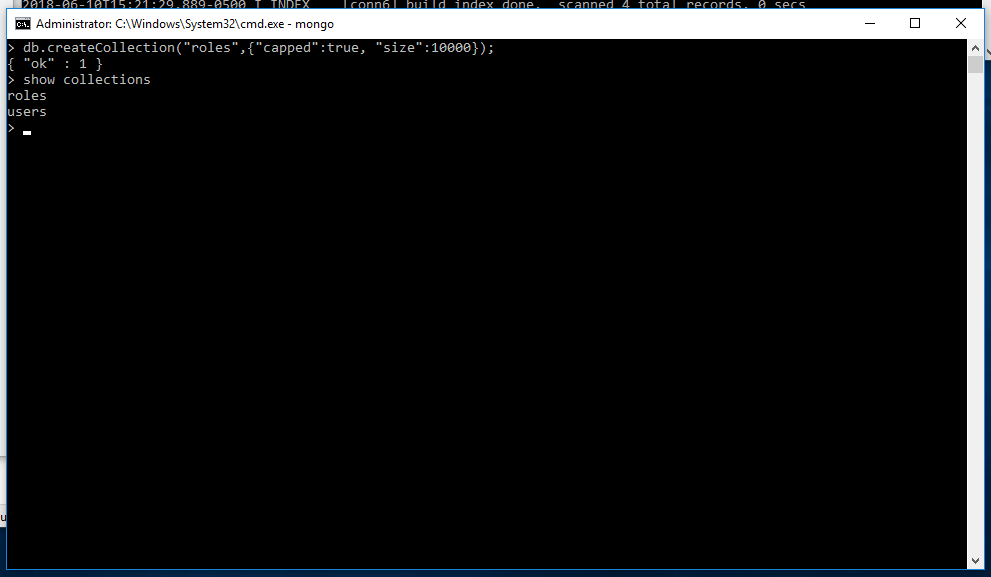 2018-06-10T15:21:29.889-0500 I INDEX    [conn6] build index done.  scanned 4 total records. 0 secs
Administrator: C:\Windows\System32\cmd.exe - mongo
> db.createCollection("roles",{"capped":true, "size":10000});
{ "ok" : 1 }
> show collections
roles
users
>